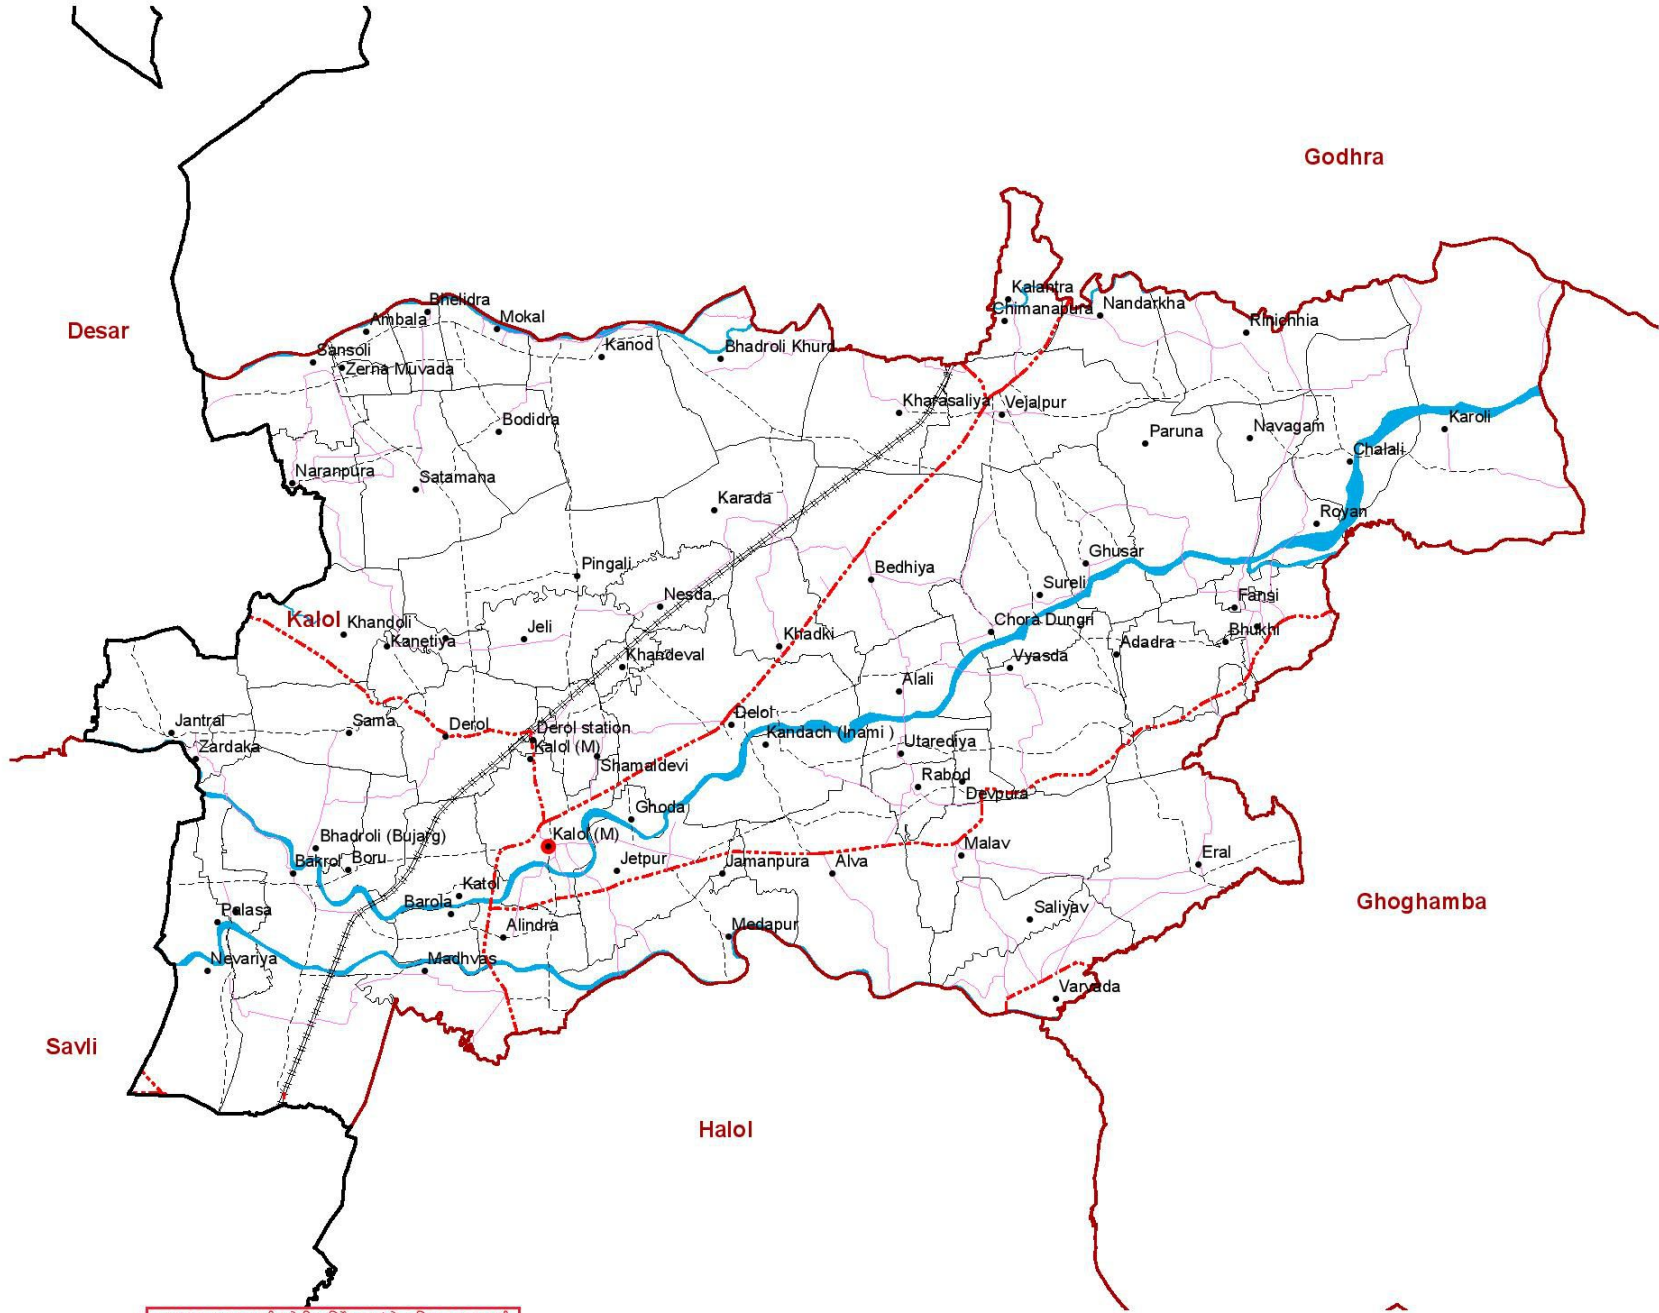 Godhra
Kalantra
Chimanapura
Nandarkha
Bhelidra
Ambala
Mokal
Rinichhia
Desar
Sansoli
Zerna Muvada
Kanod
Bhadroli Khurd
Kharasaliya
Vejalpur
Bodidra
Paruna
Navagam
Karoli
Chalali
Naranpura
Satamana
Karada
Royan
Pingali
Bedhiya
Ghusar
Sureli
Nesda
Fansi
Kalol
Khandoli
Kanetiya
Jeli
Khadki
Chora Dungri
Adadra
Bhukhi
Khandeval
Vyasda
Alali
Jantral
Sama
Derol
Derol station
Delol
Zardaka
Kalol (M)
Kandach (Inami )
Utarediya
Shamaldevi
Rabod
Devpura
Ghoda
Bhadroli (Bujarg)
Kalol (M)
Malav
Bakrol
Boru
Jetpur
Jamanpura
Alva
Eral
Katol
Barola
Palasa
Saliyav
Ghoghamba
Alindra
Medapur
Nevariya
Madhvas
Varvada
Savli
Halol